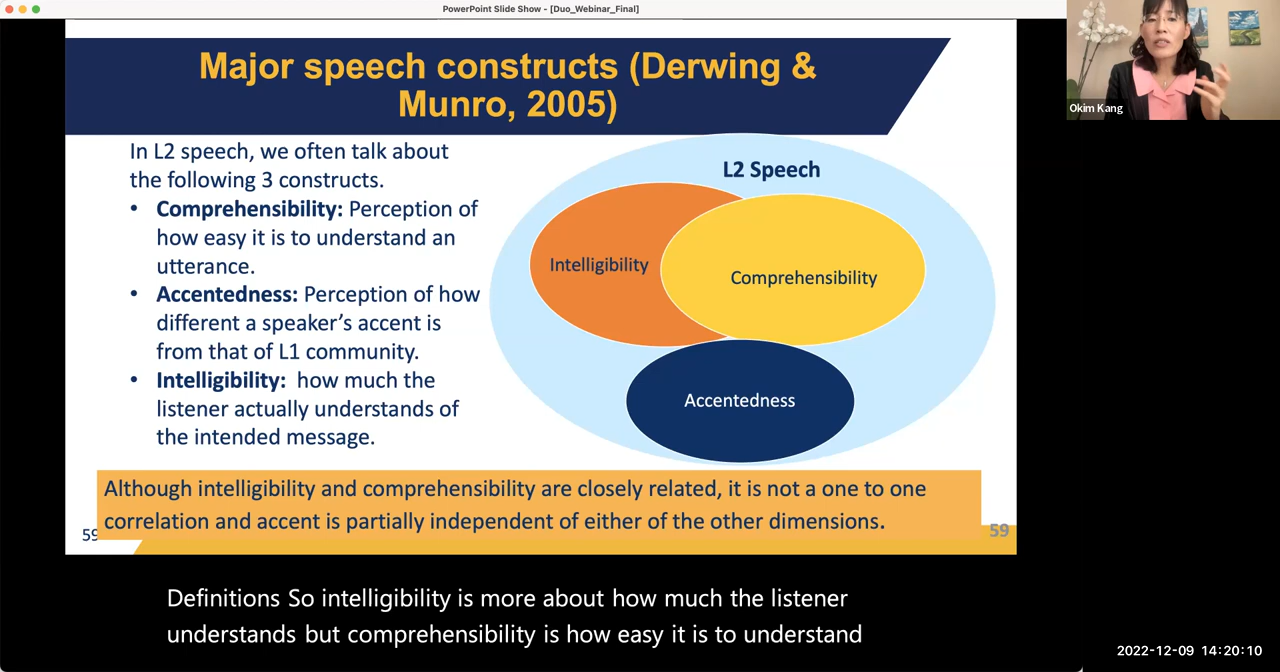 PowerPoint Slide Show - [Duo_Webinar_Final]
Major speech constructs (Derwing &
Munro, 2005)
In L2 speech, we often talk about
the following 3 constructs.
• Comprehensibility: Perception of
how easy it is to understand an
utterance.
• Accentedness: Perception of how
different a speaker's accent is
from that of L1 community.
• Intelligibility: how much the
listener actually understands of
the intended message.
L2 Speech
Intelligibility
Comprehensibility
Accentedness
Although intelligibility and comprehensibility are closely related, it is not a one to one
correlation and accent is partially independent of either of the other dimensions.
59
59
Okim Kang
Definitions So intelligibility is more about how much the listener
understands but comprehensibility is how easy it is to understand
2022-12-09 14:20:10